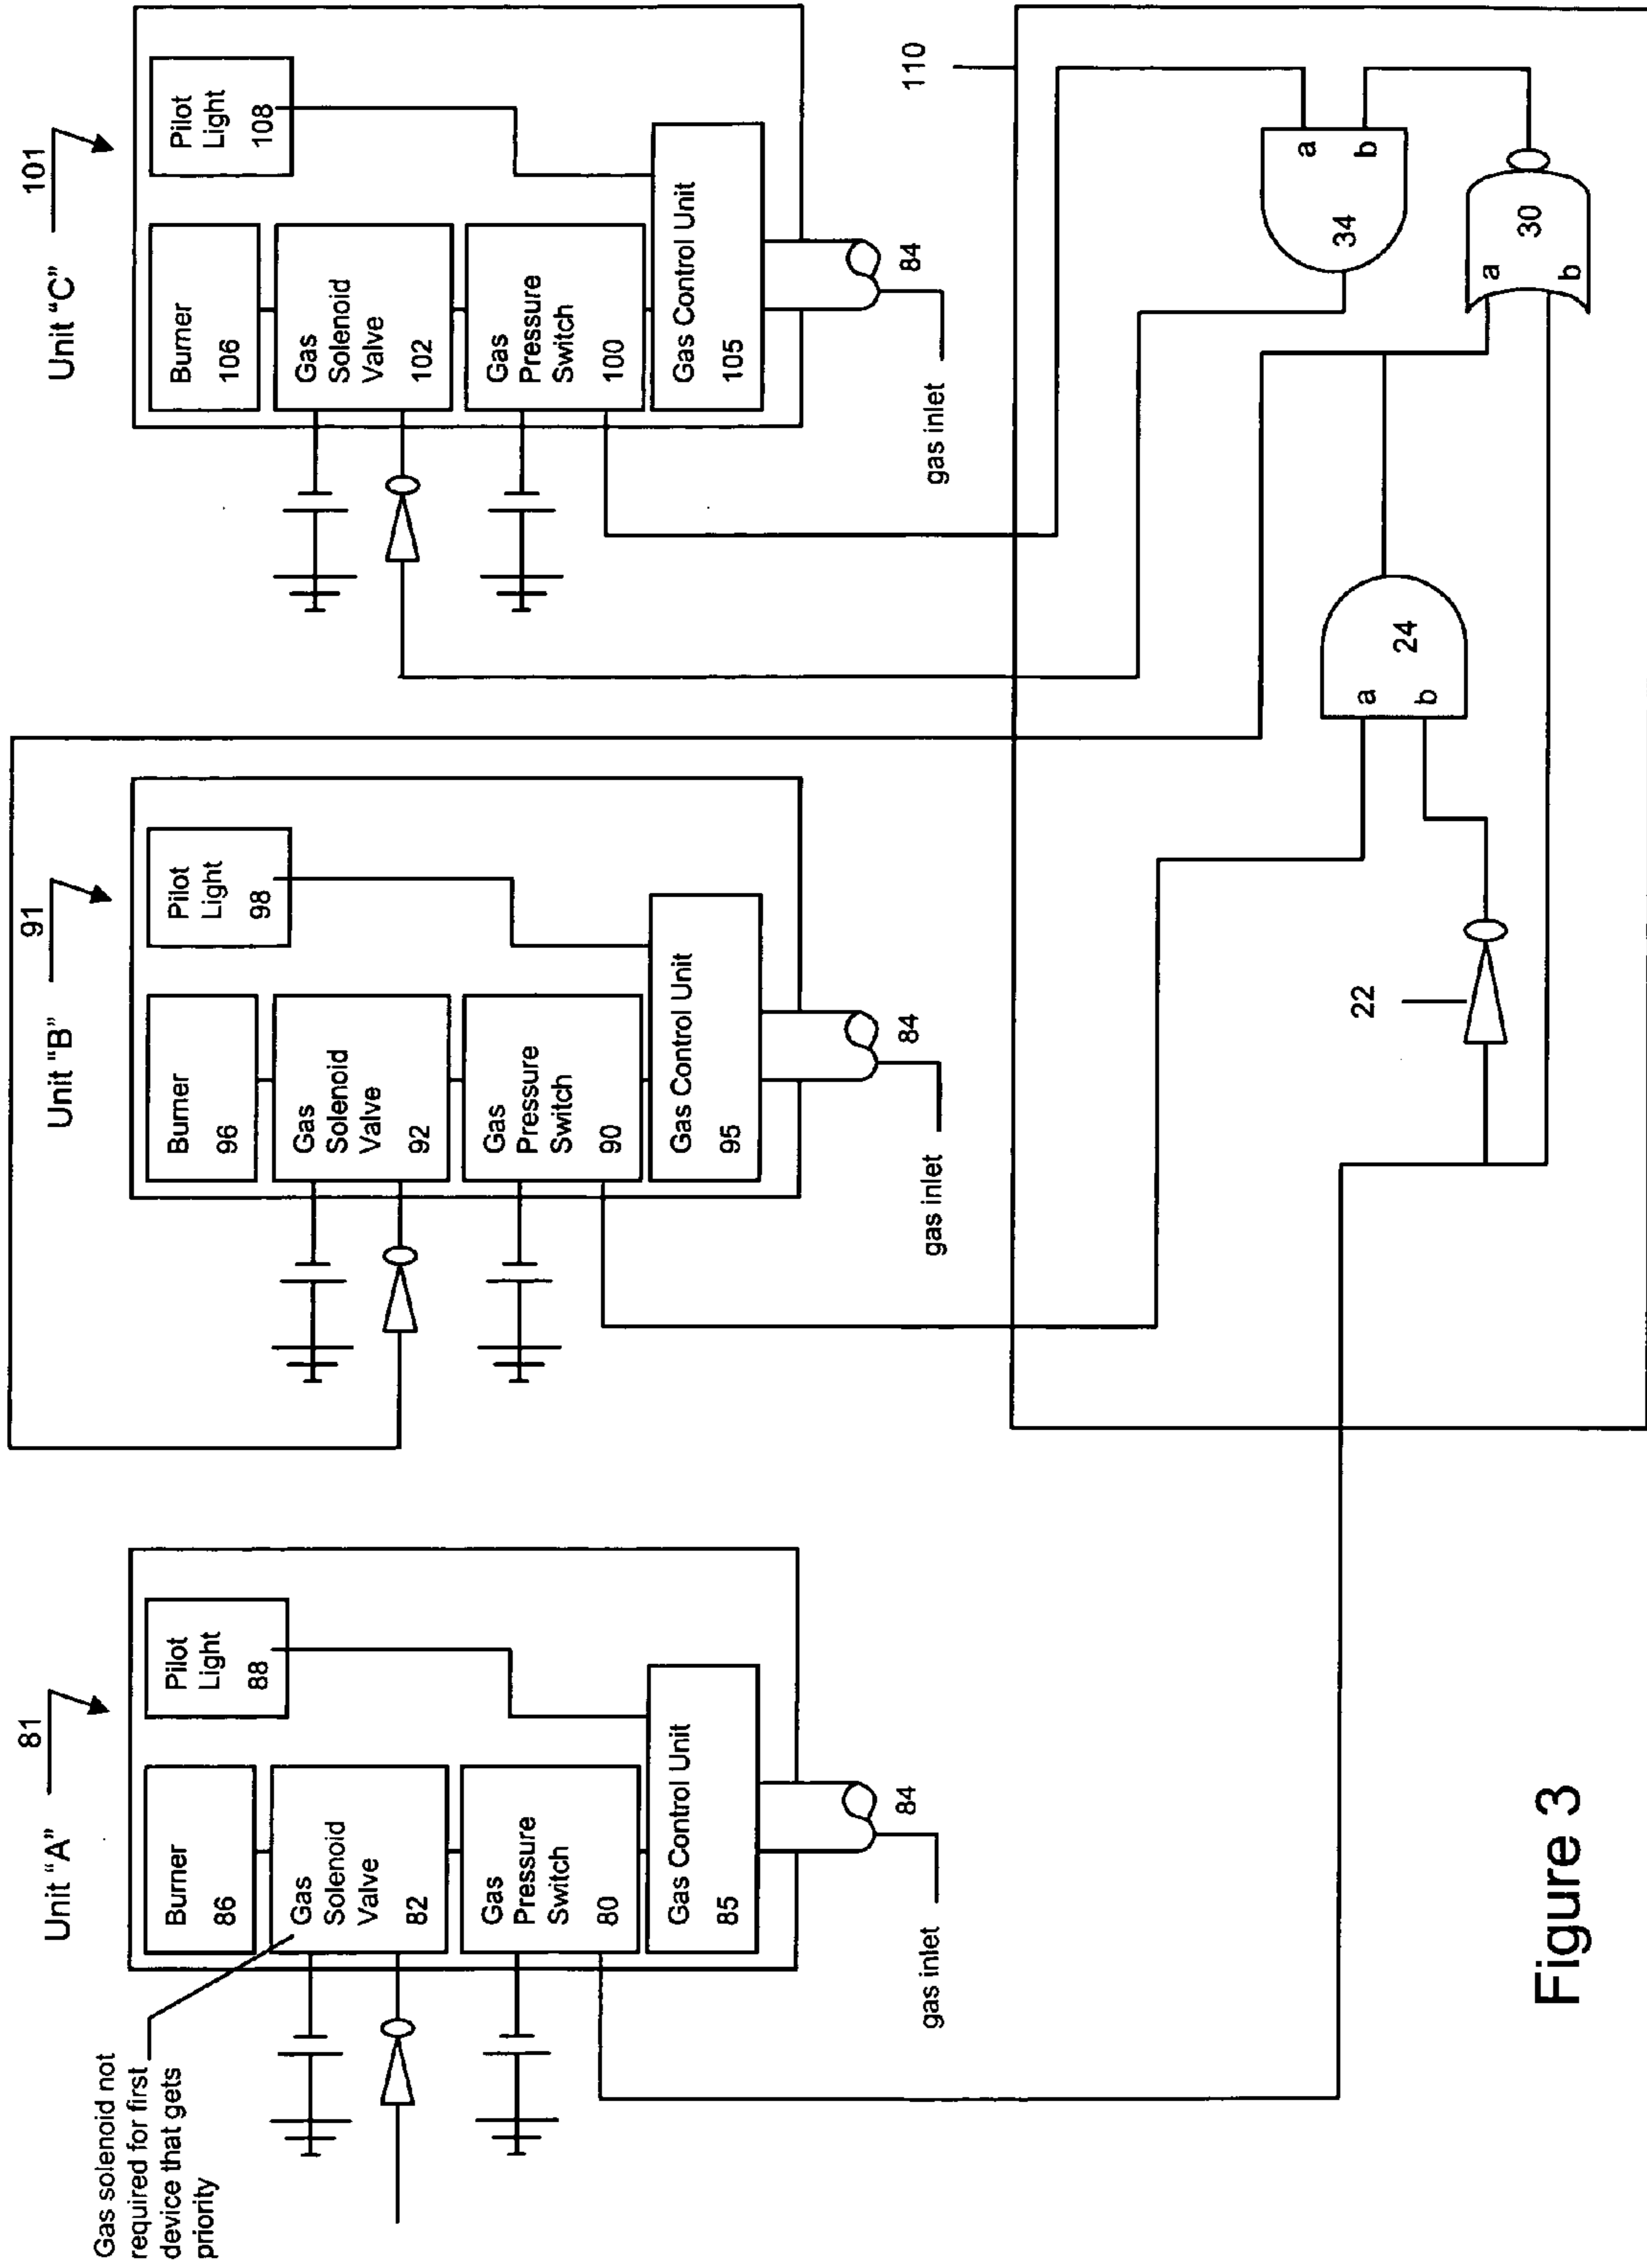 Gas solenoid not
required for first
device that gets
priority
Unit “A”
81
Burner
86
Gas
Solenoid
Valve
82
Gas
Pressure
Switch
80
Gas Control Unit
85
Pilot
Light
88
gas inlet
84
Unit “B”
91
Burner
96
Gas
Solenoid
Valve
92
Gas
Pressure
Switch
90
Gas Control Unit
95
Pilot
Light
98
gas inlet
84
Unit “C”
101
Burner
106
Gas
Solenoid
Valve
102
Gas
Pressure
Switch
100
Gas Control Unit
105
Pilot
Light
108
gas inlet
84
110
22
a
b
24
a
b
30
a
b
34
Figure 3